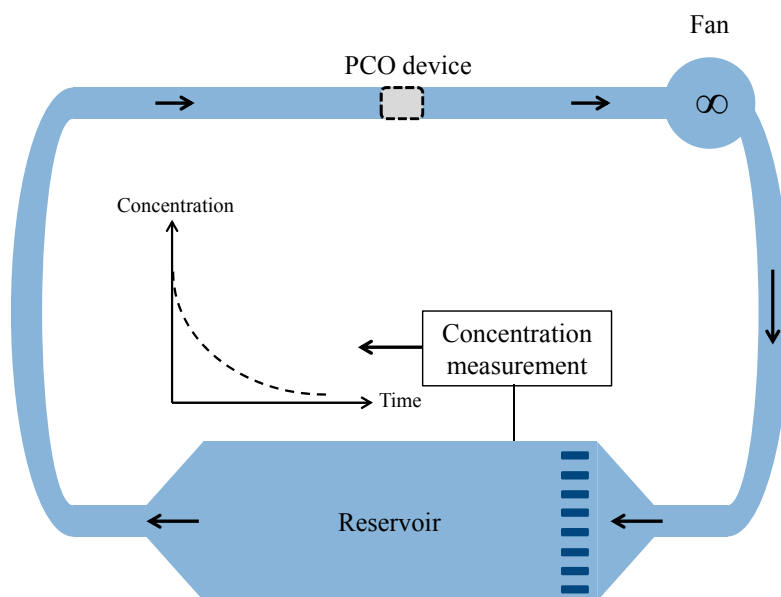 Fan
PCO device
∞
Concentration
Concentration
measurement
Time
Reservoir